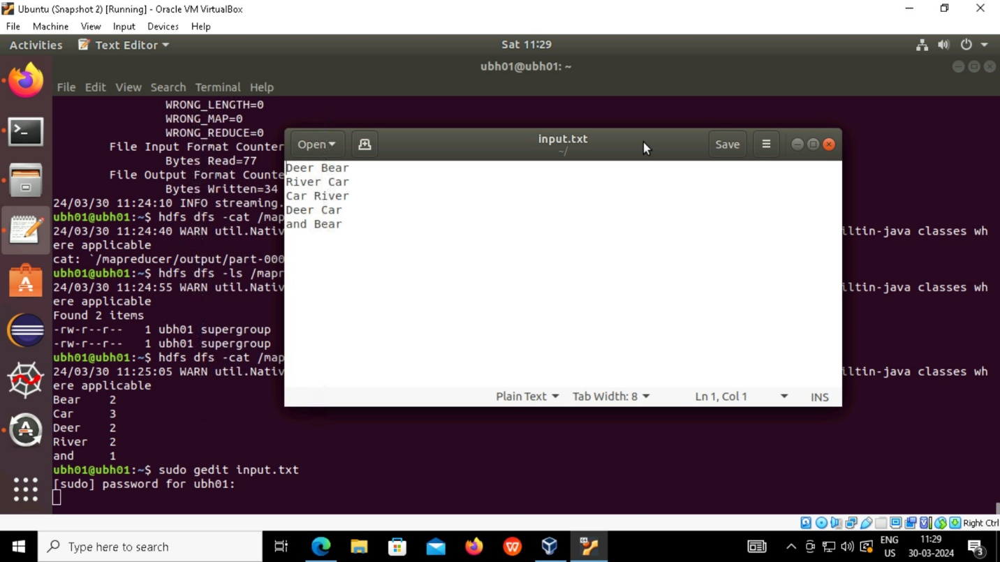 Ubuntu (Snapshot 2) [Running] - Oracle VM VirtualBox
File Machine View Input Devices Help
Activities Text Editor Sat 11:29
ubh01@ubh01: ~
File Edit View Search Terminal Help
WRONG_LENGTH=0
WRONG_MAP=0
WRONG_REDUCE=0
File Input Format Counter
Bytes Read=77
File Output Format Counte
Bytes Written=34
24/03/30 11:24:10 INFO streaming.
ubh01@ubh01:~$ hdfs dfs -cat /map
24/03/30 11:24:40 WARN util.Nativ iltin-java classes wh
ere applicable
cat: `/mapreducer/output/part-000
ubh01@ubh01:~$ hdfs dfs -ls /mapr
24/03/30 11:24:55 WARN util.Nativ iltin-java classes wh
ere applicable
Found 2 items
-rw-r--r-- 1 ubh01 supergroup
-rw-r--r-- 1 ubh01 supergroup
ubh01@ubh01:~$ hdfs dfs -cat /map
24/03/30 11:25:05 WARN util.Nativ iltin-java classes wh
ere applicable
Bear 2
Car 3
Deer 2
River 2
and 1
ubh01@ubh01:~$ sudo gedit input.txt
[sudo] password for ubh01:
Open input.txt Save
~/
Deer Bear
River Car
Car River
Deer Car
and Bear
Plain Text Tab Width: 8 Ln 1, Col 1 INS
Right Ctrl
Type here to search
ENG
US
11:29
30-03-2024
3